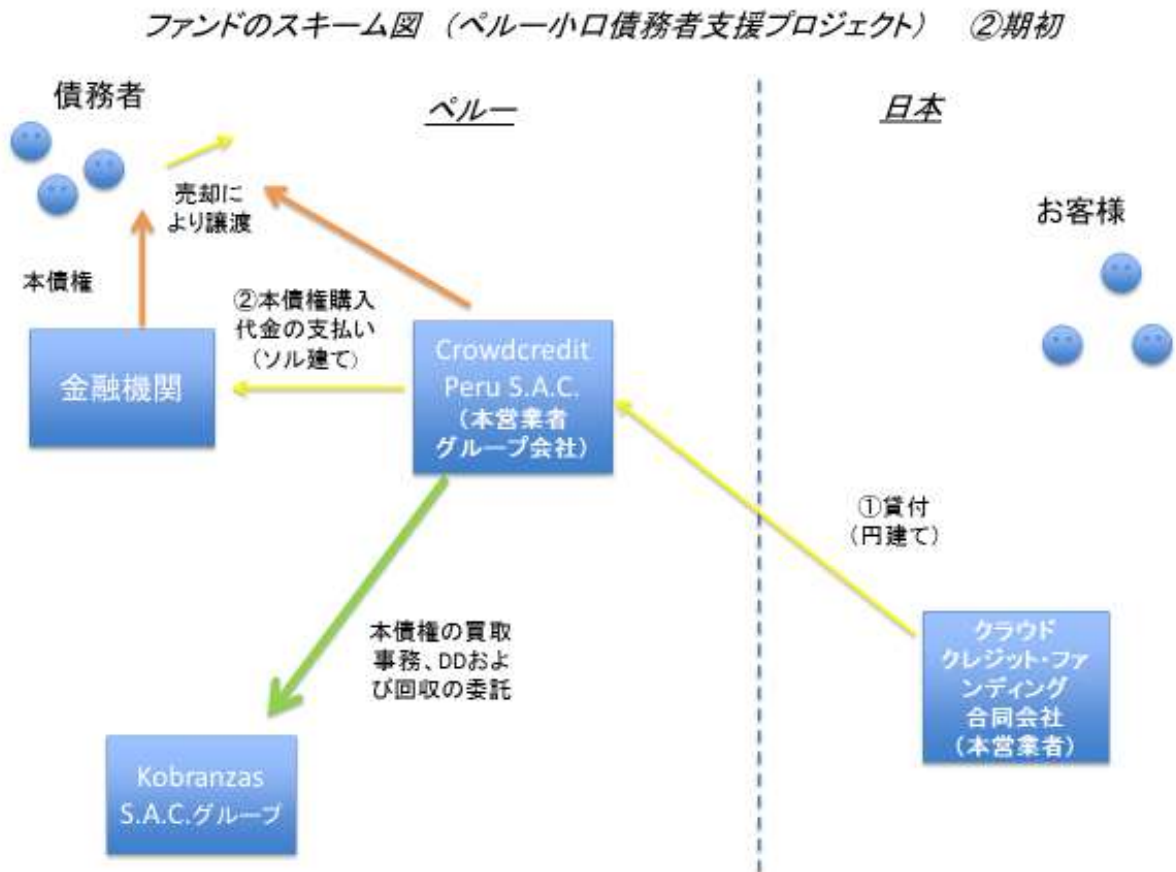 ファンドのスキーム図 （ペルー小口債務者支援プロジェクト） ②期初
債務者
ペルー
日本
売却に
より譲渡
お客様
本債権
②本債権購入
代金の支払い
（ソル建て）
金融機関
Crowdcredit
Peru S.A.C.
（本営業者
グループ会社）
①貸付
（円建て）
本債権の買取
事務、DDおよ
び回収の委託
クラウド
クレジット・ファ
ンディング
合同会社
（本営業者）
Kobranzas
S.A.C.グループ